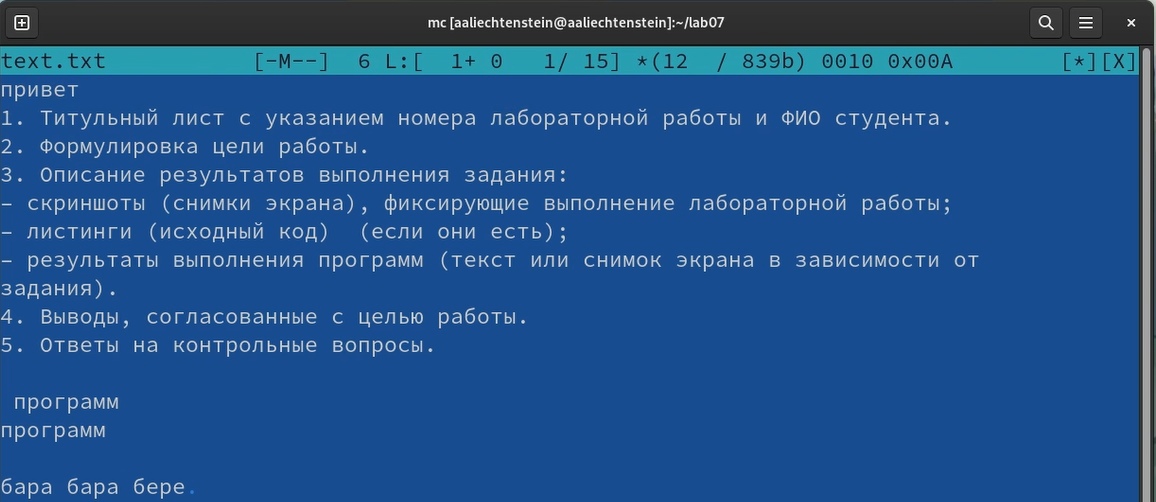 mc [aaliechtenstein@aaliechtenstein]:~/lab07
text.txt [-M--] 6 L:[ 1+ 0 1/ 15] *(12 / 839b) 0010 0x00A [*][X]
привет
1. Титульный лист с указанием номера лабораторной работы и ФИО студента.
2. Формулировка цели работы.
3. Описание результатов выполнения задания:
– скриншоты (снимки экрана), фиксирующие выполнение лабораторной работы;
– листинги (исходный код)  (если они есть);
– результаты выполнения программ (текст или снимок экрана в зависимости от
задания).
4. Выводы, согласованные с целью работы.
5. Ответы на контрольные вопросы.
программ
программ
бара бара бере.